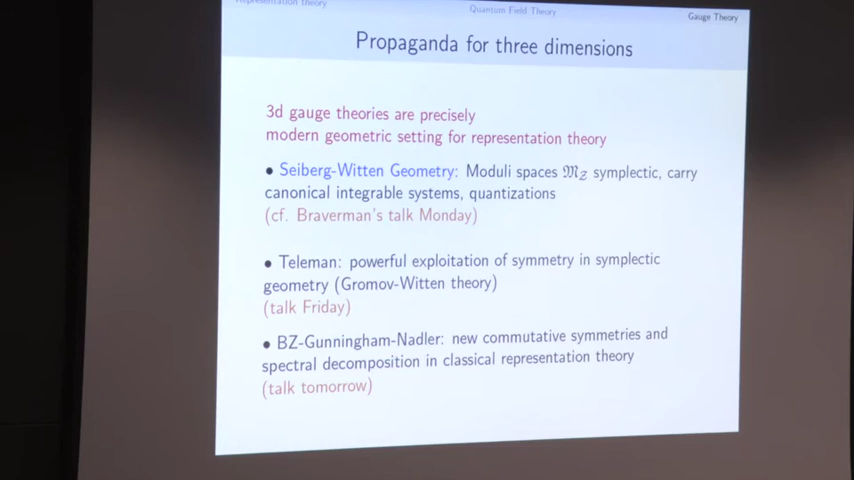 Representation theory
Quantum Field Theory
Gauge Theory
Propaganda for three dimensions
3d gauge theories are precisely
modern geometric setting for representation theory
• Seiberg-Witten Geometry: Moduli spaces 𝔐_𝒵 symplectic, carry
canonical integrable systems, quantizations
(cf. Braverman's talk Monday)
• Teleman: powerful exploitation of symmetry in symplectic
geometry (Gromov-Witten theory)
(talk Friday)
• BZ-Gunningham-Nadler: new commutative symmetries and
spectral decomposition in classical representation theory
(talk tomorrow)